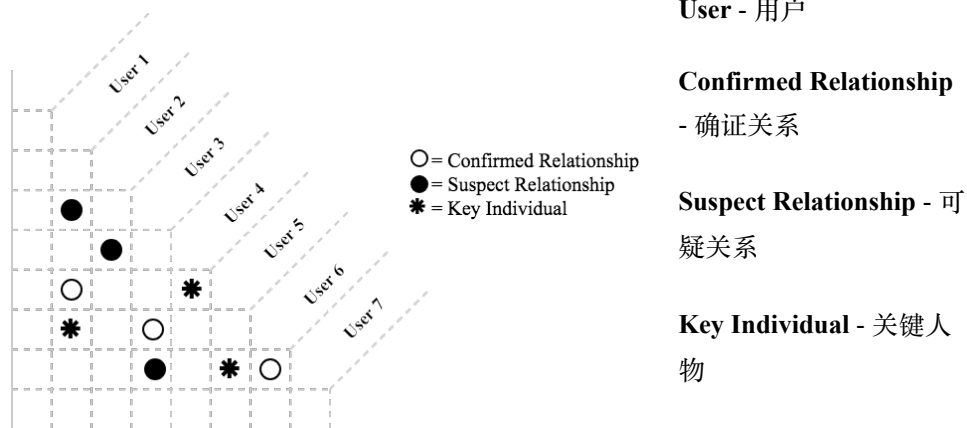 User 1
User 2
User 3
User 4
User 5
User 6
User 7
= Confirmed Relationship
= Suspect Relationship
= Key Individual
User - 用户
Confirmed Relationship
- 确证关系
Suspect Relationship - 可
疑关系
Key Individual - 关键人
物